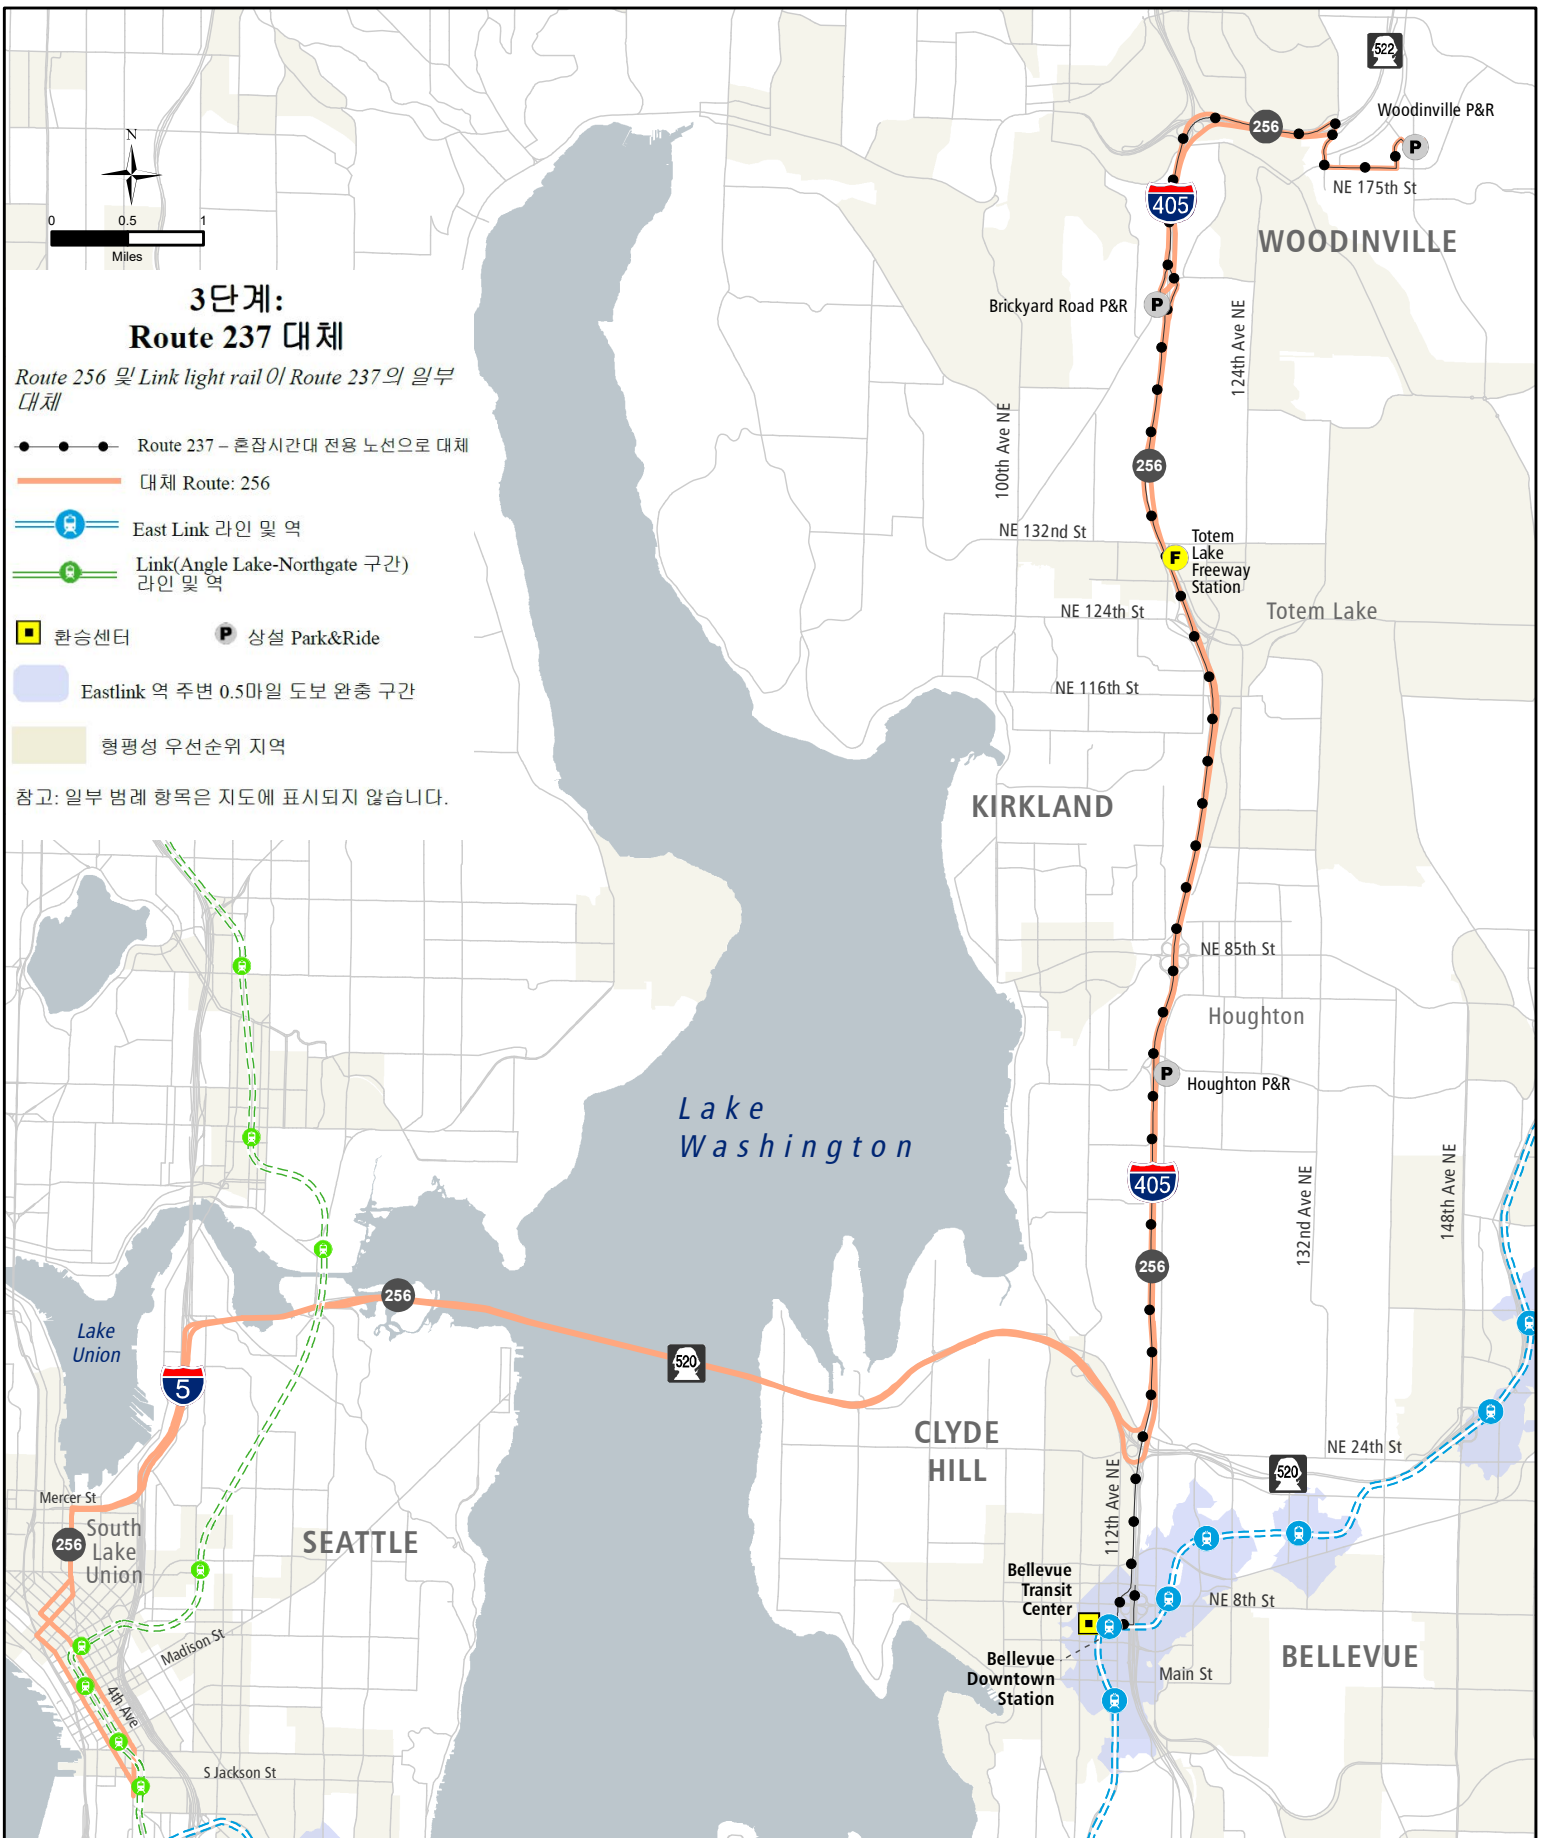 522
Woodinville P&R
256
P
N
NE 175th St
0 0.5 1
Miles
405
WOODINVILLE
3단계:
Route 237 대체
Route 256 및 Link light rail이 Route 237의 일부
대체
Route 237 – 혼잡시간대 전용 노선으로 대체
대체 Route: 256
East Link 라인 및 역
Link(Angle Lake-Northgate 구간)
라인 및 역
환승센터
P 상설 Park&Ride
Eastlink 역 주변 0.5마일 도보 완충 구간
형평성 우선순위 지역
참고: 일부 범례 항목은 지도에 표시되지 않습니다.
Brickyard Road P&R
P
124th Ave NE
100th Ave NE
256
NE 132nd St
F
Totem
Lake
Freeway
Station
NE 124th St
Totem Lake
NE 116th St
KIRKLAND
NE 85th St
Houghton
P
Houghton P&R
Lake
Washington
405
132nd Ave NE
148th Ave NE
256
256
Lake
Union
520
5
CLYDE
HILL
NE 24th St
520
112th Ave NE
Mercer St
256
South
Lake
Union
SEATTLE
Bellevue
Transit
Center
NE 8th St
Madison St
Bellevue
Downtown
Station
BELLEVUE
Main St
4th Ave
S Jackson St